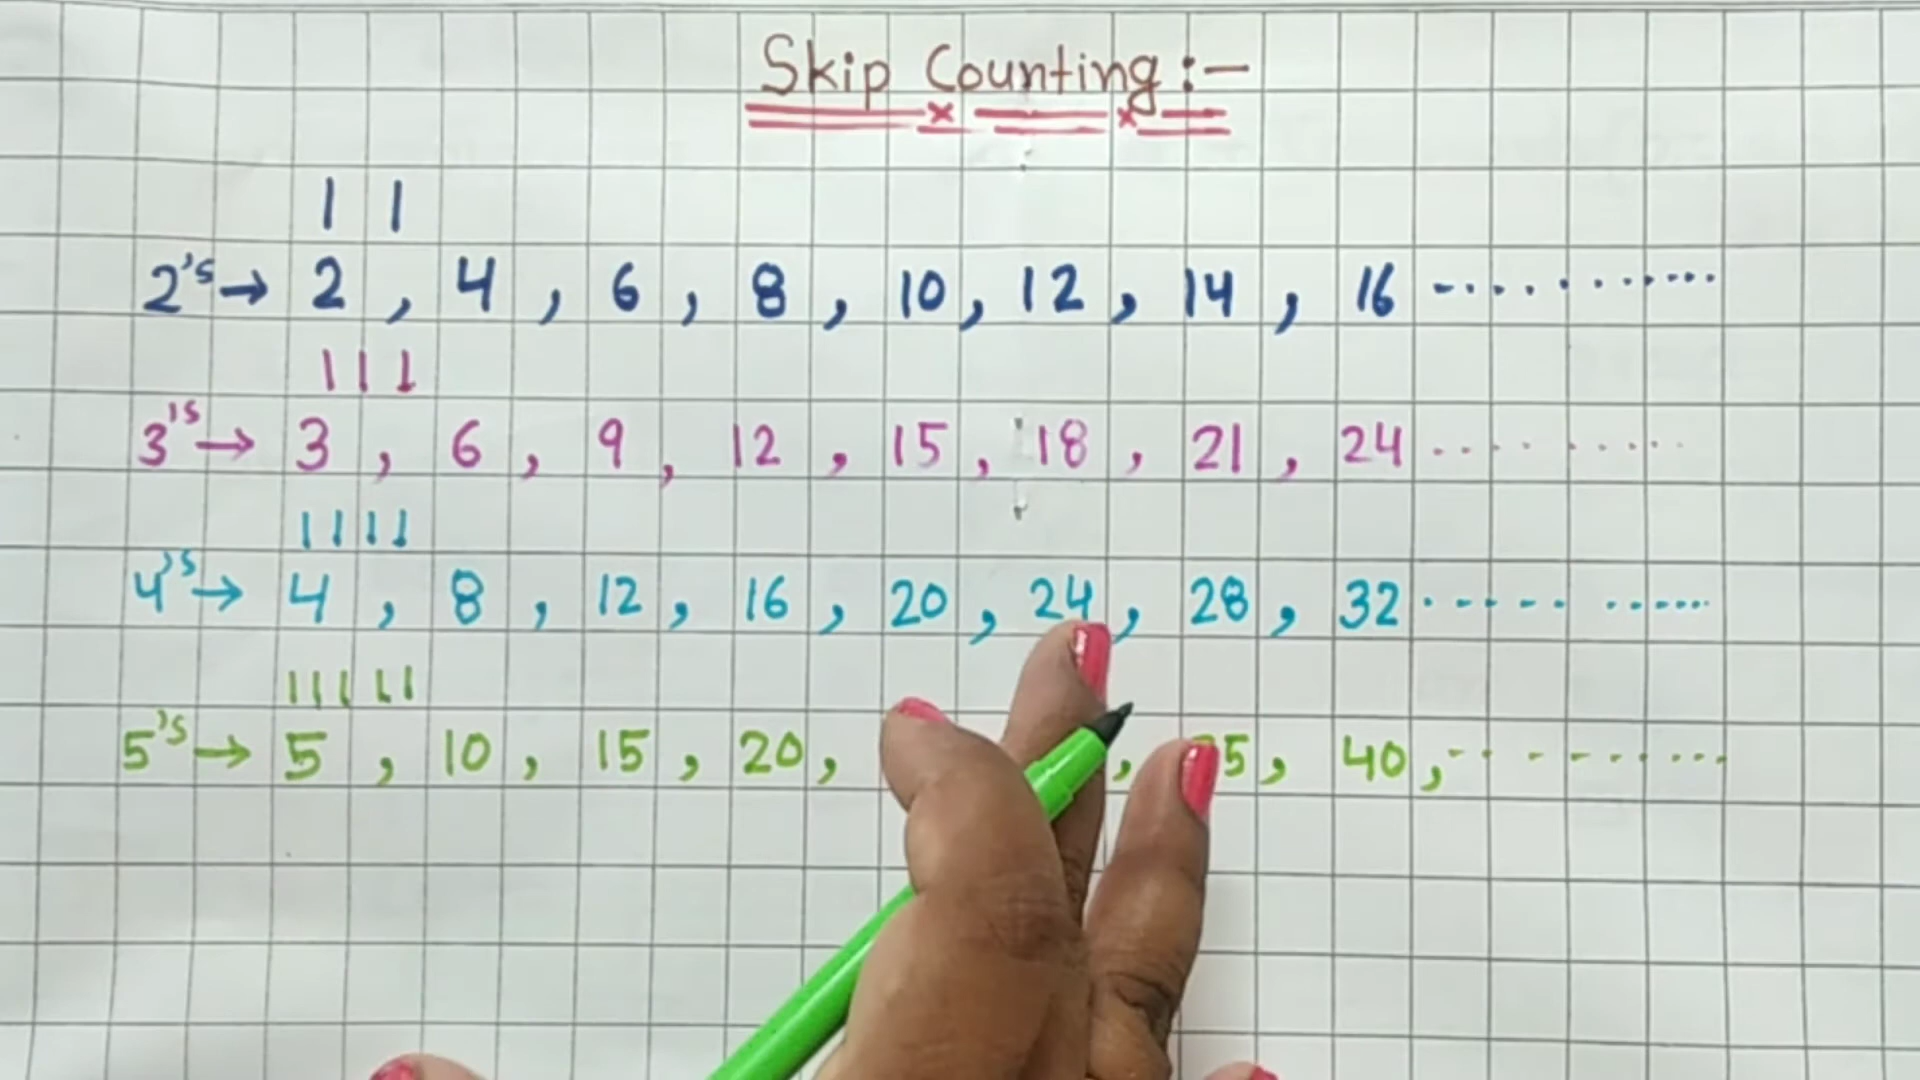 Skip Counting :-
| |
2's → 2 , 4 , 6 , 8 , 10 , 12 , 14 , 16 ............
| | |
3's → 3 , 6 , 9 , 12 , 15 , 18 , 21 , 24 .........
| | | |
4's → 4 , 8 , 12 , 16 , 20 , 24 , 28 , 32 ..........
| | | | |
5's → 5 , 10 , 15 , 20 , , 5 , 40 , .........